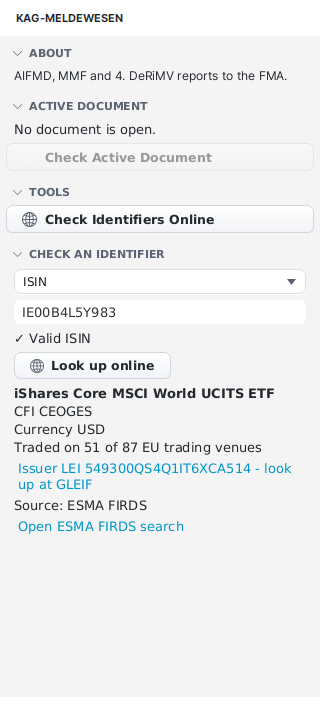 KAG-MELDEWESEN
ABOUT
AIFMD, MMF and 4. DeRiMV reports to the FMA.
ACTIVE DOCUMENT
No document is open.
Check Active Document
TOOLS
Check Identifiers Online
CHECK AN IDENTIFIER
ISIN
IE00B4L5Y983
✓ Valid ISIN
Look up online
iShares Core MSCI World UCITS ETF
CFI CEOGES
Currency USD
Traded on 51 of 87 EU trading venues
Issuer LEI 549300QS4Q1IT6XCA514 - look
up at GLEIF
Source: ESMA FIRDS
Open ESMA FIRDS search